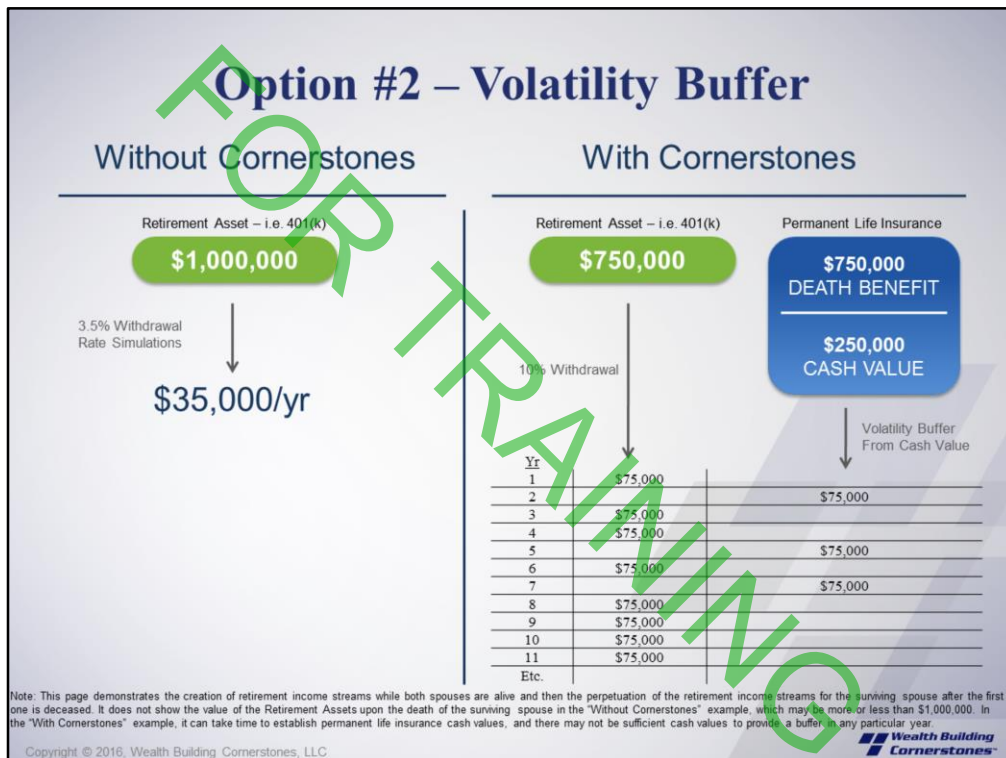 Option #2 – Volatility Buffer
Without Cornerstones
Retirement Asset – i.e. 401(k)
$1,000,000
3.5% Withdrawal
Rate Simulations
$35,000/yr
With Cornerstones
Retirement Asset – i.e. 401(k)
$750,000
Permanent Life Insurance
$750,000
DEATH BENEFIT
$250,000
CASH VALUE
10% Withdrawal
Volatility Buffer
From Cash Value
Yr
1 $75,000
2 $75,000
3 $75,000
4 $75,000
5 $75,000
6 $75,000
7 $75,000
8 $75,000
9 $75,000
10 $75,000
11 $75,000
Etc.
FOR TRAINING
Note: This page demonstrates the creation of retirement income streams while both spouses are alive and then the perpetuation of the retirement income streams for the surviving spouse after the first
one is deceased. It does not show the value of the Retirement Assets upon the death of the surviving spouse in the "Without Cornerstones" example, which may be more or less than $1,000,000. In
the "With Cornerstones" example, it can take time to establish permanent life insurance cash values, and there may not be sufficient cash values to provide a buffer in any particular year.
Copyright © 2016, Wealth Building Cornerstones, LLC
Wealth Building
Cornerstones